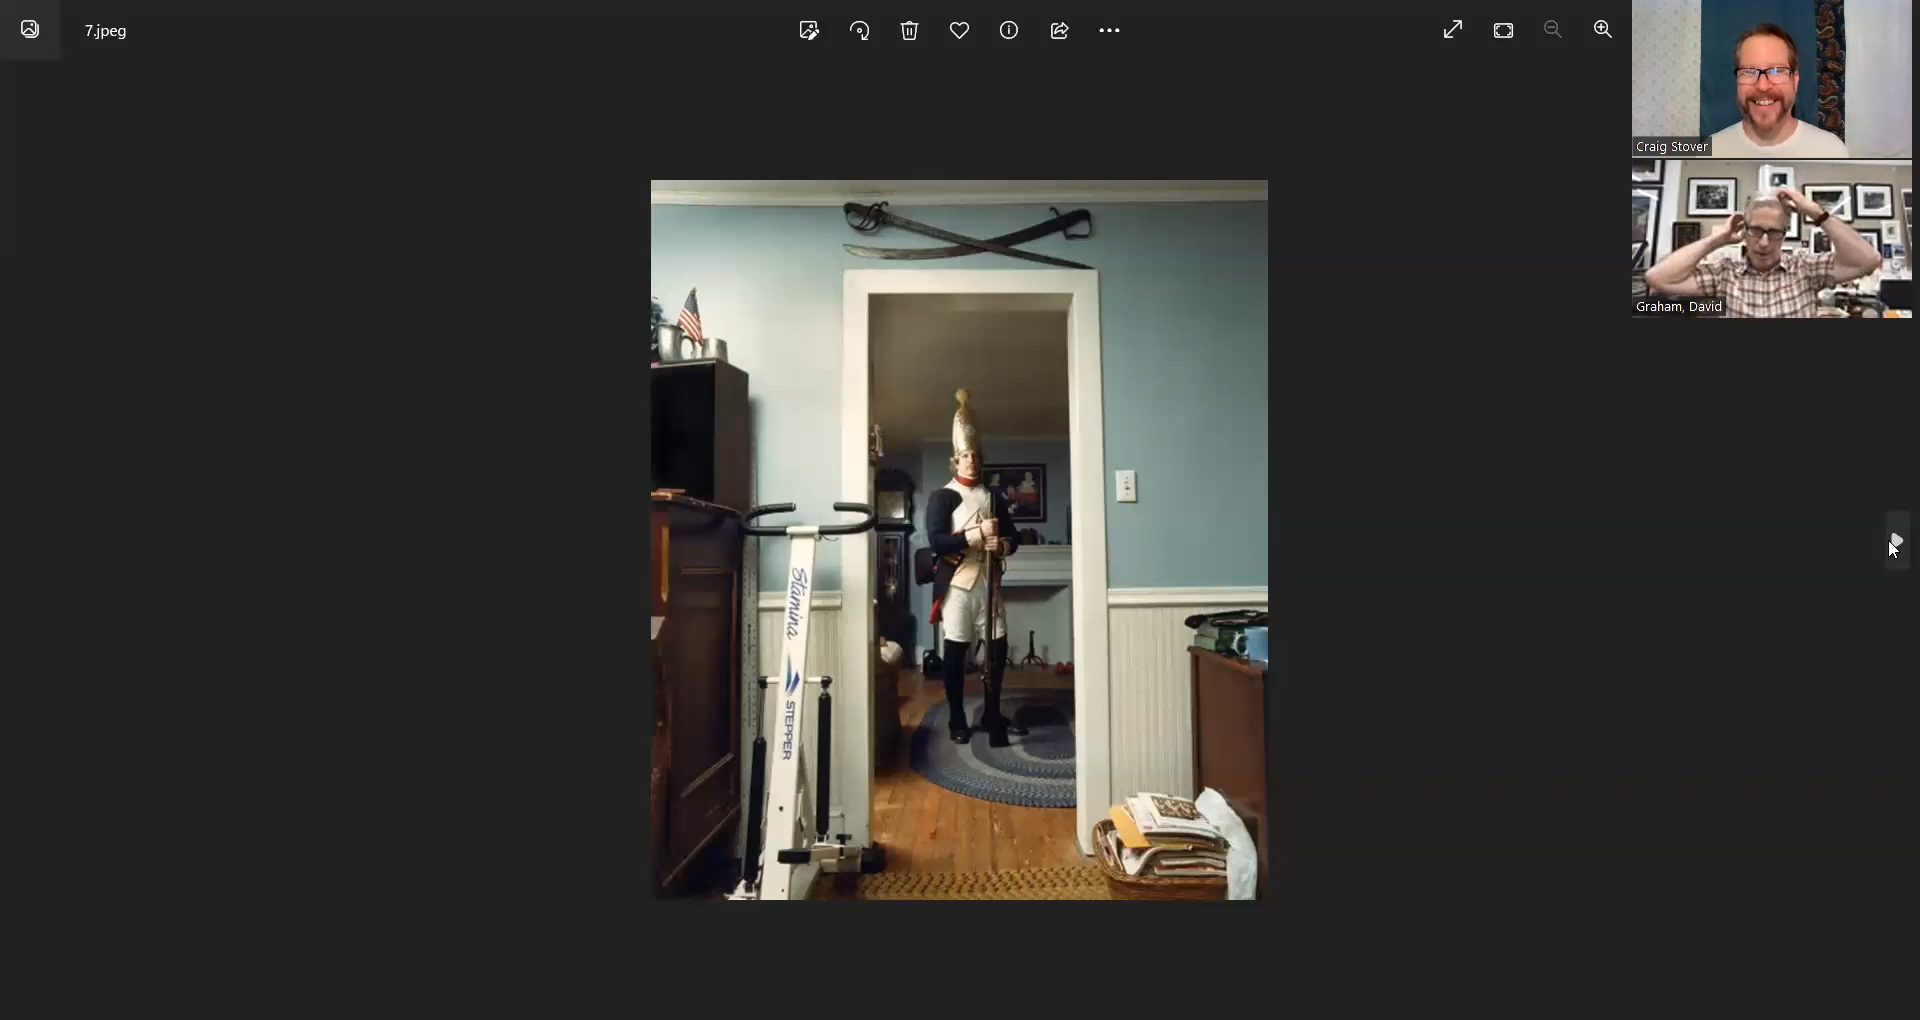 7.jpeg
Craig Stover
Graham, David
Stamina
STEPPER